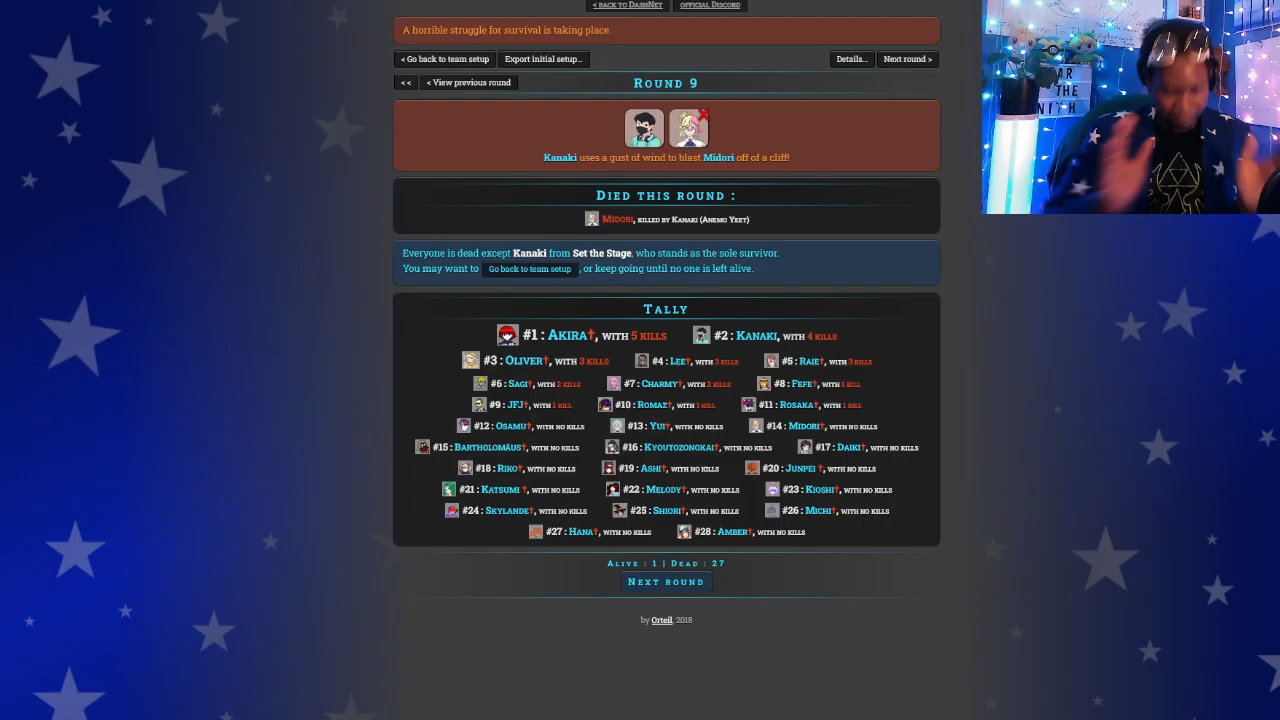 < BACK TO DASHNET OFFICIAL DISCORD
A horrible struggle for survival is taking place.
< Go back to team setup Export initial setup... Details... Next round >
<< < View previous round ROUND 9
Kanaki uses a gust of wind to blast Midori off of a cliff!
DIED THIS ROUND :
MIDORI, KILLED BY KANAKI (ANEMO YEET)
Everyone is dead except Kanaki from Set the Stage, who stands as the sole survivor.
You may want to Go back to team setup , or keep going until no one is left alive.
TALLY
#1 : AKIRA†, WITH 5 KILLS #2 : KANAKI, WITH 4 KILLS
#3 : OLIVER†, WITH 3 KILLS #4 : LEE†, WITH 3 KILLS #5 : RAIE†, WITH 3 KILLS
#6 : SAGI†, WITH 2 KILLS #7 : CHARMY†, WITH 2 KILLS #8 : FEFE†, WITH 1 KILL
#9 : JFJ†, WITH 1 KILL #10 : ROMAZ†, WITH 1 KILL #11 : ROSAKA†, WITH 1 KILL
#12 : OSAMU†, WITH NO KILLS #13 : YUI†, WITH NO KILLS #14 : MIDORI†, WITH NO KILLS
#15 : BARTHOLOMÄUS†, WITH NO KILLS #16 : KYOUTOZONOKAI†, WITH NO KILLS #17 : DAIKI†, WITH NO KILLS
#18 : RIKO†, WITH NO KILLS #19 : ASHI†, WITH NO KILLS #20 : JUNPEI †, WITH NO KILLS
#21 : KATSUMI †, WITH NO KILLS #22 : MELODY†, WITH NO KILLS #23 : KIOSHI†, WITH NO KILLS
#24 : SKYLANDE†, WITH NO KILLS #25 : SHIORI†, WITH NO KILLS #26 : MICHI†, WITH NO KILLS
#27 : HANA†, WITH NO KILLS #28 : AMBER†, WITH NO KILLS
ALIVE : 1 | DEAD : 27
NEXT ROUND
by Orteil, 2018
THE